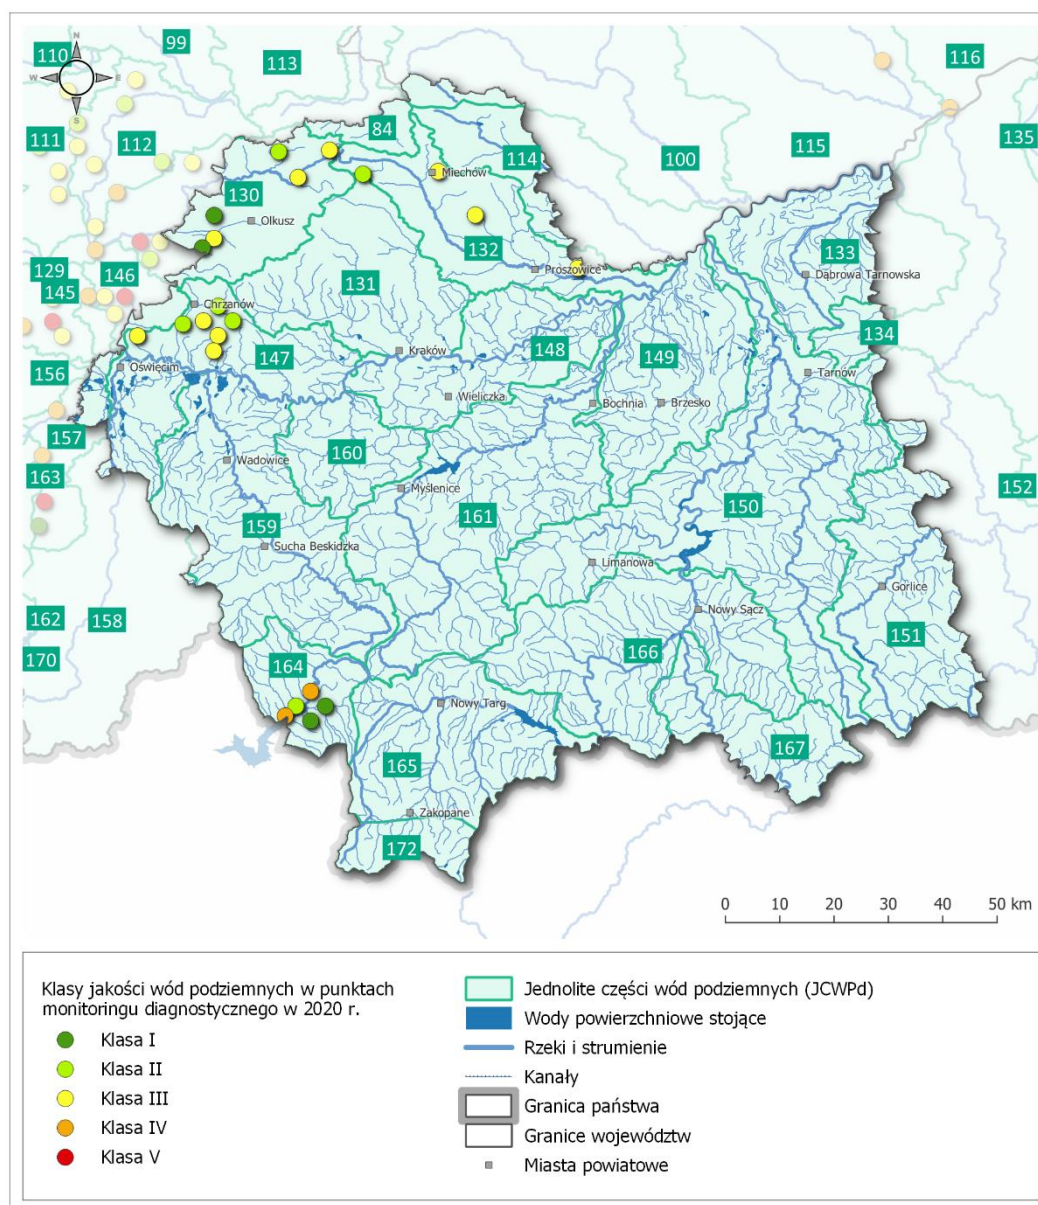 99
110
N
113
116
W
E
S
84
111
112
114
100
115
135
Miechów
130
Olkusz
132
133
129
146
Proszowice
Dąbrowa Tarnowska
145
131
Chrzanów
134
147
Kraków
148
149
156
Oświęcim
Tarnów
Wieliczka
Bochnia
Brzesko
157
160
Wadowice
163
Myślenice
152
161
150
159
Sucha Beskidzka
Limanowa
Gorlice
162
158
Nowy Sącz
151
170
164
166
Nowy Targ
165
167
Zakopane
172
0 10 20 30 40 50 km
Klasy jakości wód podziemnych w punktach
monitoringu diagnostycznego w 2020 r.
Klasa I
Klasa II
Klasa III
Klasa IV
Klasa V
Jednolite części wód podziemnych (JCWPd)
Wody powierzchniowe stojące
Rzeki i strumienie
Kanały
Granica państwa
Granice województw
Miasta powiatowe